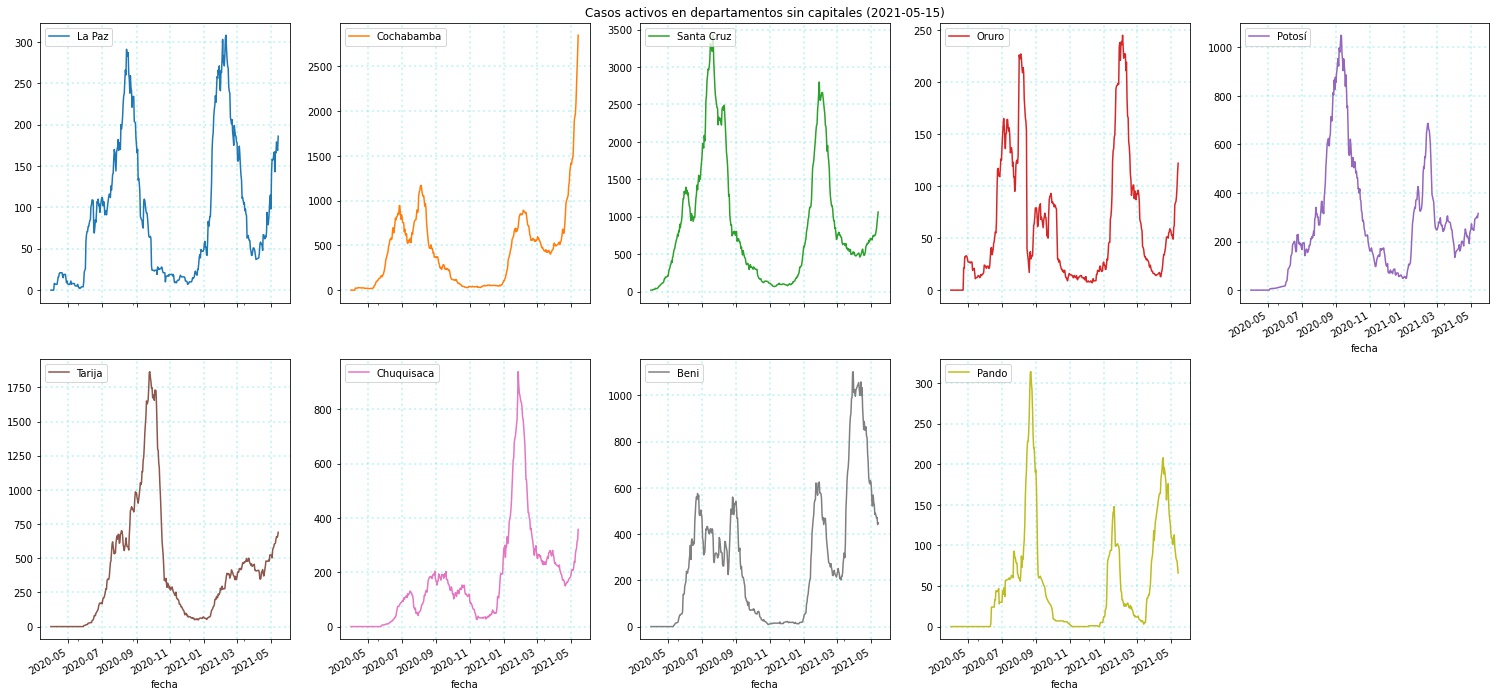 Casos activos en departamentos sin capitales (2021-05-15)
La Paz
300
250
200
150
100
50
0
Cochabamba
2500
2000
1500
1000
500
0
Santa Cruz
3500
3000
2500
2000
1500
1000
500
0
Oruro
250
200
150
100
50
0
Potosí
1000
800
600
400
200
0
2020-05 2020-07 2020-09 2020-11 2021-01 2021-03 2021-05
fecha
Tarija
1750
1500
1250
1000
750
500
250
0
2020-05 2020-07 2020-09 2020-11 2021-01 2021-03 2021-05
fecha
Chuquisaca
800
600
400
200
0
2020-05 2020-07 2020-09 2020-11 2021-01 2021-03 2021-05
fecha
Beni
1000
800
600
400
200
0
2020-05 2020-07 2020-09 2020-11 2021-01 2021-03 2021-05
fecha
Pando
300
250
200
150
100
50
0
2020-05 2020-07 2020-09 2020-11 2021-01 2021-03 2021-05
fecha